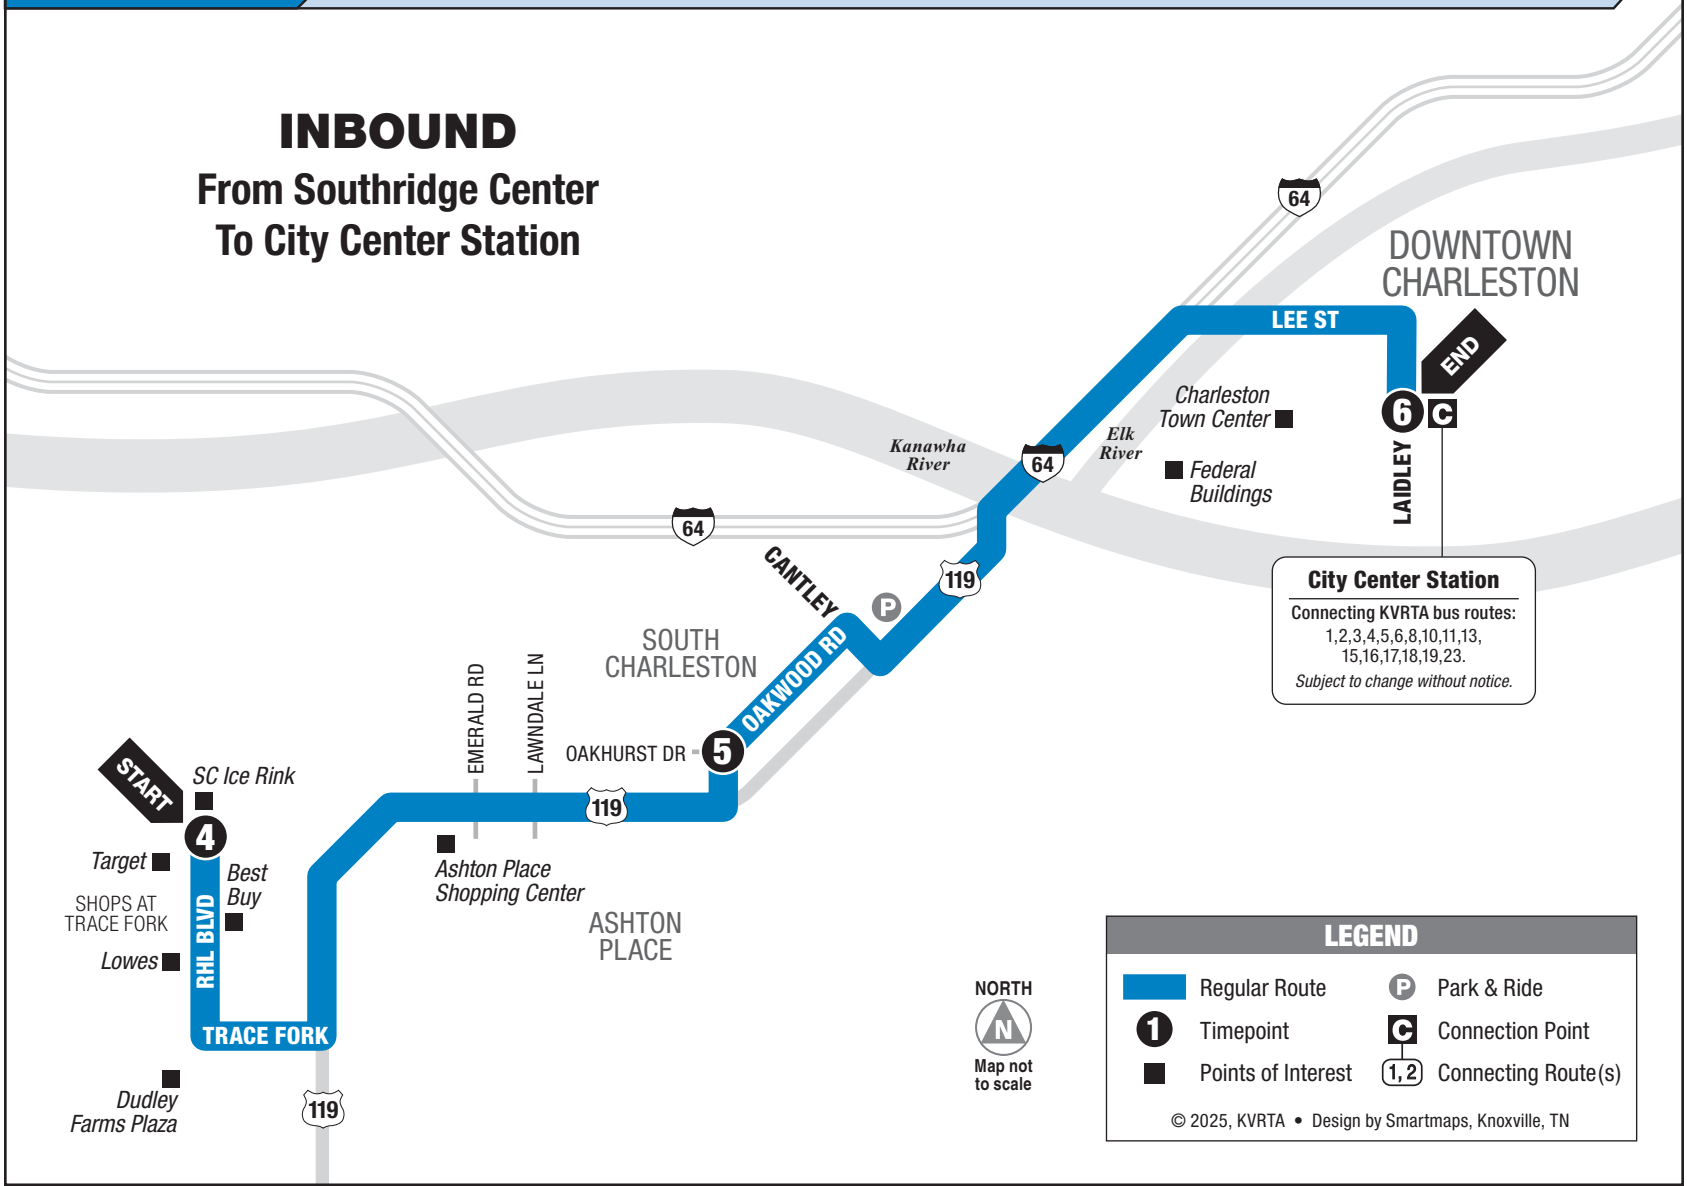 INBOUND
From Southridge Center
To City Center Station
64
DOWNTOWN
CHARLESTON
LEE ST
END
Charleston
Town Center
6
C
Kanawha
River
Elk
River
64
Federal
Buildings
LAIDLEY
64
CANTLEY
119
P
City Center Station
Connecting KVRTA bus routes:
1,2,3,4,5,6,8,10,11,13,
15,16,17,18,19,23.
Subject to change without notice.
SOUTH
CHARLESTON
OAKWOOD RD
EMERALD RD
LAWNDALE LN
OAKHURST DR
5
START
SC Ice Rink
4
119
Target
Best
Buy
Ashton Place
Shopping Center
SHOPS AT
TRACE FORK
RHL BLVD
ASHTON
PLACE
Lowes
TRACE FORK
Dudley
Farms Plaza
119
NORTH
N
Map not
to scale
LEGEND
Regular Route
P Park & Ride
1 Timepoint
C Connection Point
Points of Interest
1, 2 Connecting Route(s)
© 2025, KVRTA • Design by Smartmaps, Knoxville, TN